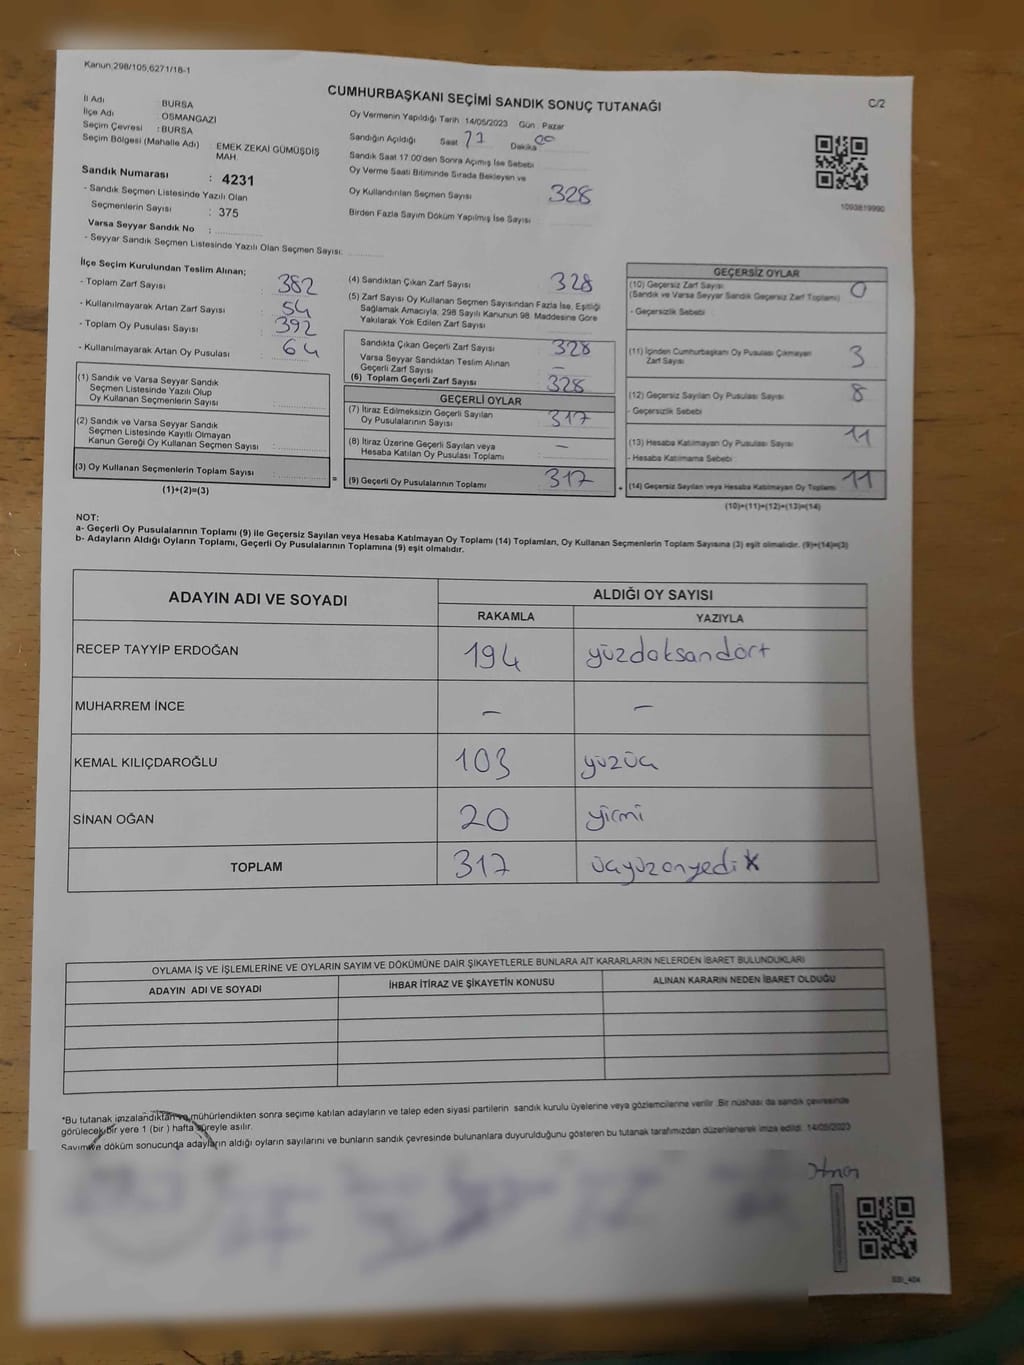 Kanun;298/105,6271/18-1
CUMHURBAŞKANI SEÇİMİ SANDIK SONUÇ TUTANAĞI
C/2
İl Adı BURSA
İlçe Adı OSMANGAZI
Seçim Çevresi : BURSA
Seçim Bölgesi (Mahalle Adı) : EMEK ZEKAİ GÜMÜŞDİŞ MAH.
Sandık Numarası : 4231
- Sandık Seçmen Listesinde Yazılı Olan
Seçmenlerin Sayısı : 375
Varsa Seyyar Sandık No :
- Seyyar Sandık Seçmen Listesinde Yazılı Olan Seçmen Sayısı:
Oy Vermenin Yapıldığı Tarih 14/05/2023 Gün : Pazar
Sandığın Açıldığı Saat Dakika 00
Sandık Saat 17:00'den Sonra Açımış İse Sebebi
Oy Verme Saati Bitiminde Sırada Bekleyen ve
Oy Kullandırılan Seçmen Sayısı 328
Birden Fazla Sayım Döküm Yapılmış İse Sayısı
1093819990
İlçe Seçim Kurulundan Teslim Alınan;
- Toplam Zarf Sayısı : 382
- Kullanılmayarak Artan Zarf Sayısı : 54
- Toplam Oy Pusulası Sayısı : 392
- Kullanılmayarak Artan Oy Pusulası : 64
(1) Sandık ve Varsa Seyyar Sandık
Seçmen Listesinde Yazılı Olup
Oy Kullanan Seçmenlerin Sayısı :
(2) Sandık ve Varsa Seyyar Sandık
Seçmen Listesinde Kayıtlı Olmayan
Kanun Gereği Oy Kullanan Seçmen Sayısı :
(3) Oy Kullanan Seçmenlerin Toplam Sayısı :
(1)+(2)=(3)
=
(4) Sandıktan Çıkan Zarf Sayısı 328
(5) Zarf Sayısı Oy Kullanan Seçmen Sayısından Fazla İse, Eşitliği
Sağlamak Amacıyla, 298 Sayılı Kanunun 98. Maddesine Göre
Yakılarak Yok Edilen Zarf Sayısı
Sandıkta Çıkan Geçerli Zarf Sayısı 328
Varsa Seyyar Sandıktan Teslim Alınan
Geçerli Zarf Sayısı –
(6) Toplam Geçerli Zarf Sayısı 328
GEÇERLİ OYLAR
(7) İtiraz Edilmeksizin Geçerli Sayılan
Oy Pusulalarının Sayısı : 317
(8) İtiraz Üzerine Geçerli Sayılan veya
Hesaba Katılan Oy Pusulası Toplamı : –
(9) Geçerli Oy Pusulalarının Toplamı 317
+
GEÇERSİZ OYLAR
(10) Geçersiz Zarf Sayısı 0
(Sandık ve Varsa Seyyar Sandık Geçersiz Zarf Toplamı)
- Geçersizlik Sebebi
(11) İçinden Cumhurbaşkanı Oy Pusulası Çıkmayan
Zarf Sayısı 3
(12) Geçersiz Sayılan Oy Pusulası Sayısı 8
- Geçersizlik Sebebi
(13) Hesaba Katılmayan Oy Pusulası Sayısı 11
- Hesaba Katılmama Sebebi :
(14) Geçersiz Sayılan veya Hesaba Katılmayan Oy Toplamı 11
(10)+(11)+(12)+(13)=(14)
NOT:
a- Geçerli Oy Pusulalarının Toplamı (9) ile Geçersiz Sayılan veya Hesaba Katılmayan Oy Toplamı (14) Toplamları, Oy Kullanan Seçmenlerin Toplam Sayısına (3) eşit olmalıdır. (9)+(14)=(3)
b- Adayların Aldığı Oyların Toplamı, Geçerli Oy Pusulalarının Toplamına (9) eşit olmalıdır.
ADAYIN ADI VE SOYADI ALDIĞI OY SAYISI
RAKAMLA YAZIYLA
RECEP TAYYİP ERDOĞAN 194 yüzdoksandört
MUHARREM İNCE – –
KEMAL KILIÇDAROĞLU 103 yüzüç
SİNAN OĞAN 20 yirmi
TOPLAM 317 üçyüzonyedi
OYLAMA İŞ VE İŞLEMLERİNE VE OYLARIN SAYIM VE DÖKÜMÜNE DAİR ŞİKAYETLERLE BUNLARA AİT KARARLARIN NELERDEN İBARET BULUNDUKLARI
ADAYIN ADI VE SOYADI İHBAR İTİRAZ VE ŞİKAYETİN KONUSU ALINAN KARARIN NEDEN İBARET OLDUĞU
*Bu tutanak imzalandıktan ve mühürlendikten sonra seçime katılan adayların ve talep eden siyasi partilerin sandık kurulu üyelerine veya gözlemcilerine verilir. Bir nüshası da sandık çevresinde
görülecek bir yere 1 (bir ) hafta süreyle asılır.
Sayım ve döküm sonucunda adayların aldığı oyların sayılarını ve bunların sandık çevresinde bulunanlara duyurulduğunu gösteren bu tutanak tarafımızdan düzenlenerek imza edildi. 14/05/2023